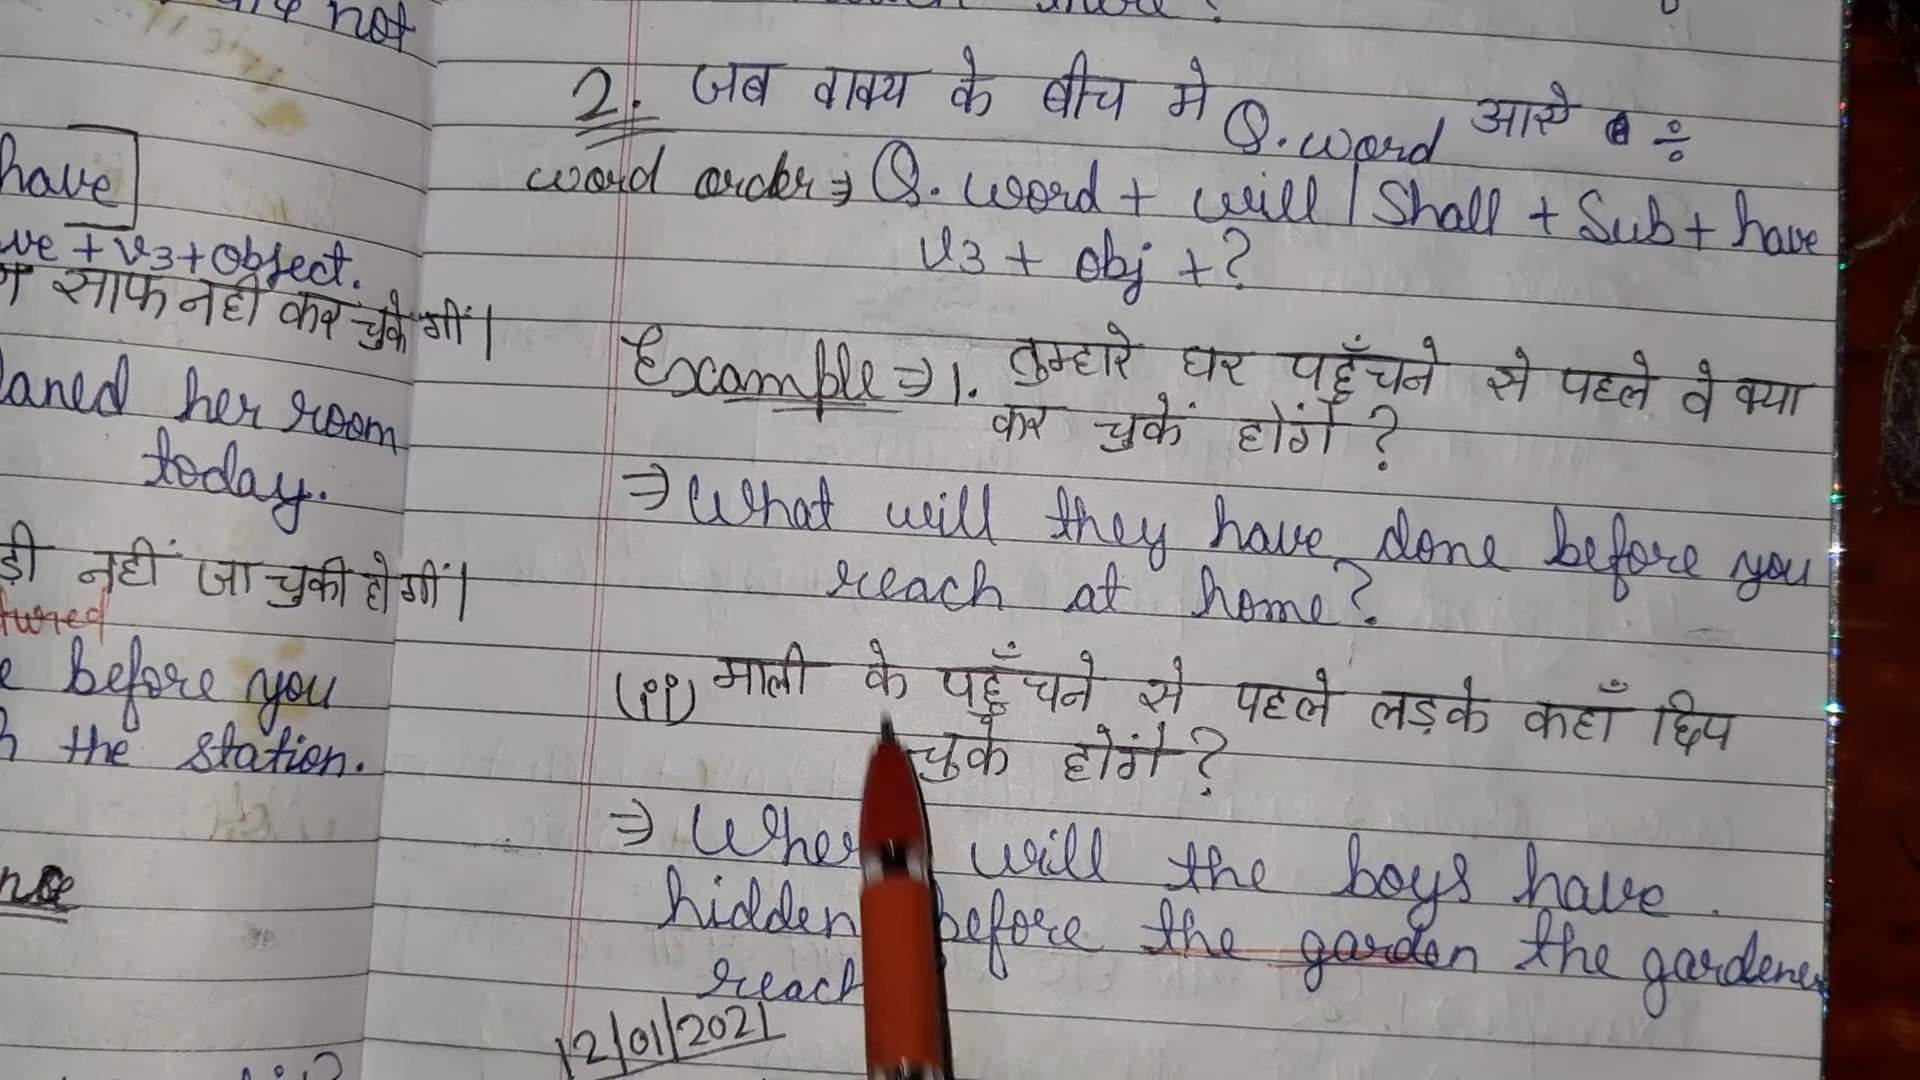 not
have
+ V3 + object.
साफ नहीं कर चुकेगीं।
her room
today.
नहीं जा चुकी होगीं।
before you
the station.
2. जब वाक्य के बीच मे Q. word आये ÷
word order ⇒ Q. word + will / Shall + Sub + have
V3 + obj + ?
Example ⇒ 1. तुम्हारे घर पहुँचने से पहले वे क्या
कर चुकें होगें ?
⇒ What will they have done before you
reach at home?
(ii) माली के पहुँचने से पहले लड़के कहाँ छिप
चुके होगें ?
⇒ Wher will the boys have
hidden before the garden the gardener
reach
12/01/2021